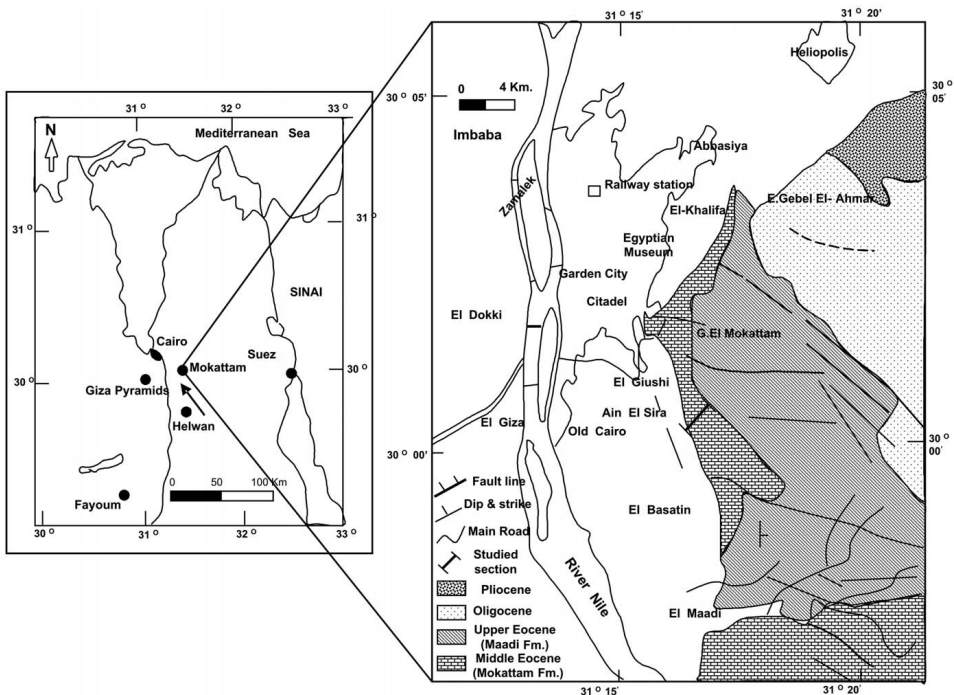 31 o
32 o
33 o
N
Mediterranean Sea
31 o
31 o
SINAI
Cairo
Suez
Mokattam
30 o
30 o
Giza Pyramids
Helwan
0 50 100 Km
Fayoum
30 o
31 o
32 o
33 o
31 o 15'
31 o 20'
Heliopolis
30 o 05'
30 o 05'
0 4 Km.
Imbaba
Abbasiya
Zamalek
Railway station
E.Gebel El- Ahmar
El-Khalifa
Egyptian
Museum
Garden City
Citadel
El Dokki
G.El Mokattam
El Giushi
Ain El Sira
El Giza
Old Cairo
30 o 00'
30 o 00'
Fault line
Dip & strike
El Basatin
Main Road
Studied
section
River Nile
Pliocene
Oligocene
El Maadi
Upper Eocene
(Maadi Fm.)
Middle Eocene
(Mokattam Fm.)
31 o 15'
31 o 20'